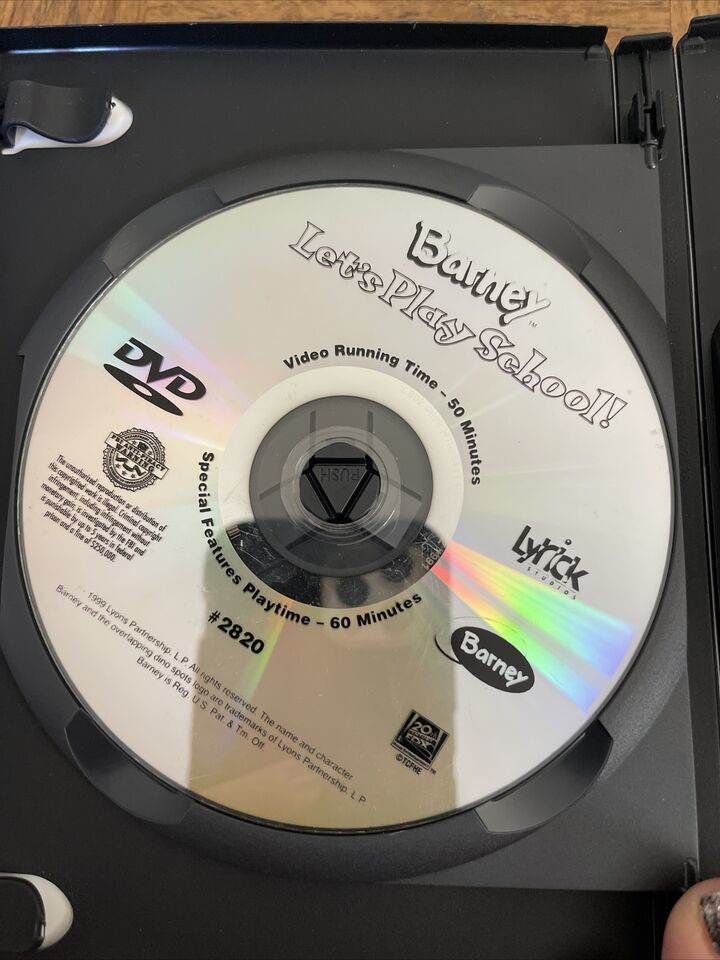 Barney™
Let's Play School!
Video Running Time – 50 Minutes
DVD
PUSH
The unauthorized reproduction or distribution of
this copyrighted work is illegal. Criminal copyright
infringement, including infringement without
monetary gain, is investigated by the FBI and
is punishable by up to 5 years in federal
prison and a fine of $250,000.
Lyrick
STUDIOS
Special Features Playtime – 60 Minutes
#2820
Barney
1999 Lyons Partnership, L.P. All rights reserved. The name and character
Barney and the overlapping dino spots logo are trademarks of Lyons Partnership, L.P.
Barney is Reg. U.S. Pat. & Tm. Off.
©TCFHE